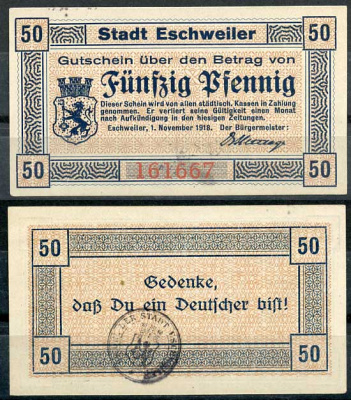 50 Stadt Eschweiler 50
Gutschein über den Betrag von
Fünfzig Pfennig
Dieser Schein wird von allen städtisch. Kassen in Zahlung
genommen. Er verliert seine Gültigkeit einen Monat
nach Aufkündigung in den hiesigen Zeitungen.
Eschweiler, 1. November 1918. Der Bürgermeister:
50 161667 50
50 50
Gedenke,
daß Du ein Deutscher bist!
50 50